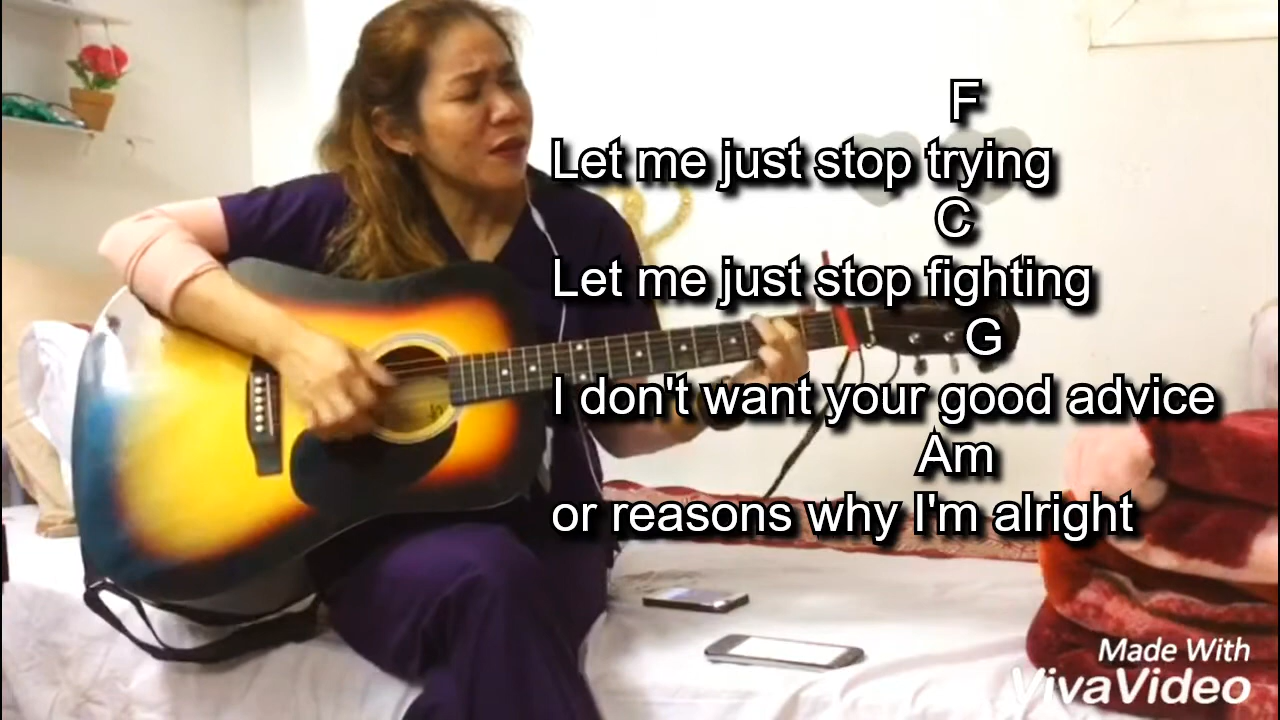 F
Let me just stop trying
C
Let me just stop fighting
G
I don't want your good advice
Am
or reasons why I'm alright
Made With
VivaVideo